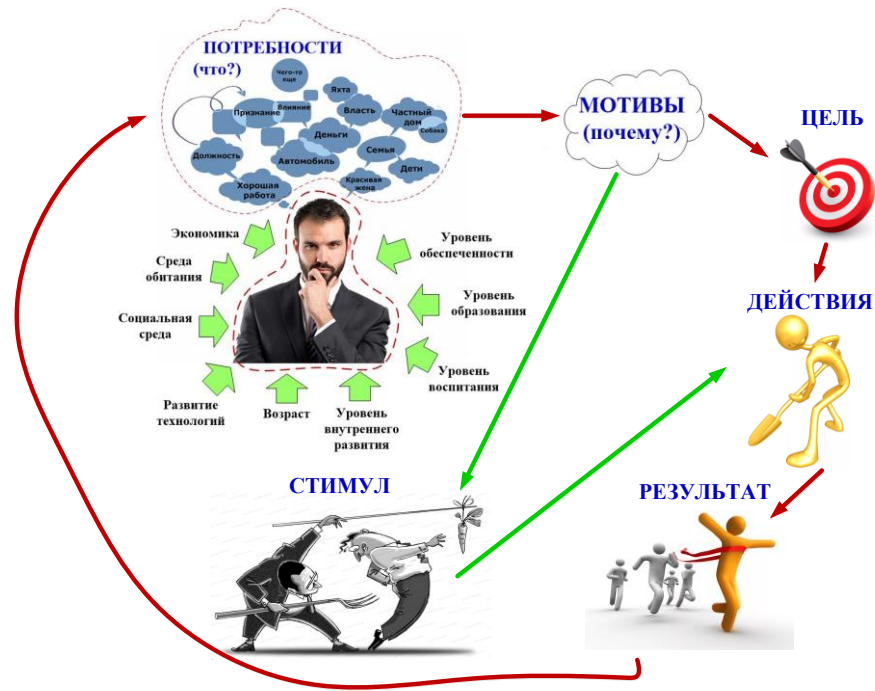 ПОТРЕБНОСТИ
(что?)
Чего-то
еще
Яхта
Признание
Влияние
Власть
Частный
дом
Собака
Деньги
Должность
Автомобиль
Семья
Дети
Хорошая
работа
Красивая
жена
МОТИВЫ
(почему?)
ЦЕЛЬ
ДЕЙСТВИЯ
РЕЗУЛЬТАТ
СТИМУЛ
Экономика
Среда
обитания
Социальная
среда
Развитие
технологий
Возраст
Уровень
внутреннего
развития
Уровень
воспитания
Уровень
образования
Уровень
обеспеченности